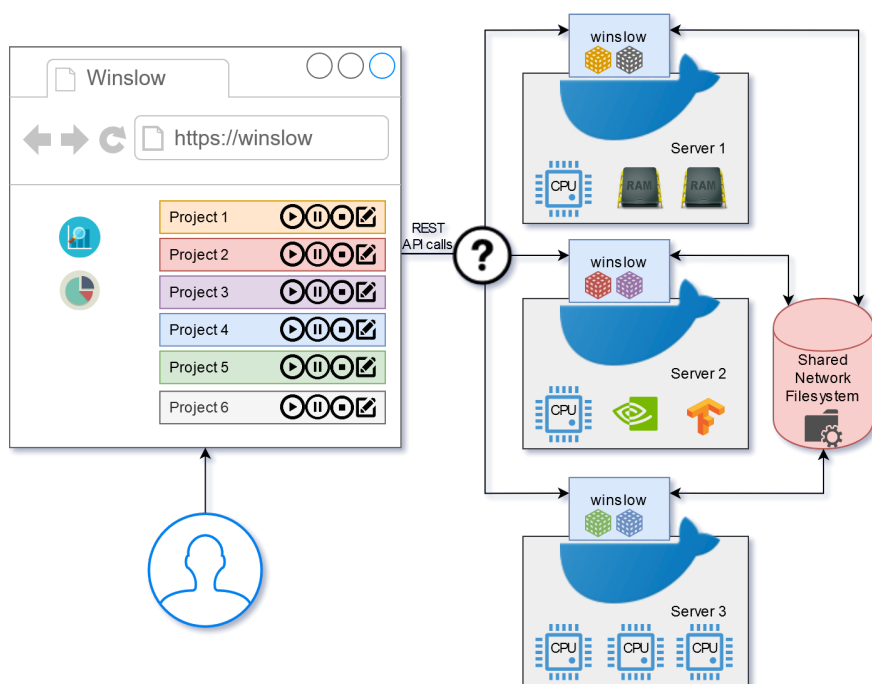 Winslow
https://winslow
Project 1
Project 2
Project 3
Project 4
Project 5
Project 6
REST
API calls
?
winslow
Server 1
CPU
RAM
RAM
winslow
Server 2
CPU
Shared
Network
Filesystem
winslow
Server 3
CPU
CPU
CPU